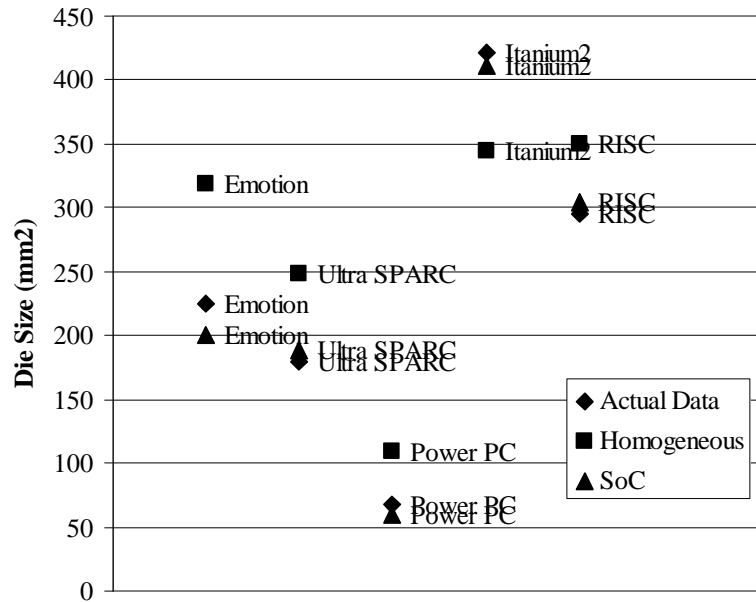 450
400
350
300
250
200
150
100
50
0
Die Size (mm2)
Itanium2
Itanium2
Itanium2
RISC
Emotion
RISC
RISC
Ultra SPARC
Emotion
Emotion
Ultra SPARC
Ultra SPARC
Power PC
Power PC
Power PC
Actual Data
Homogeneous
SoC